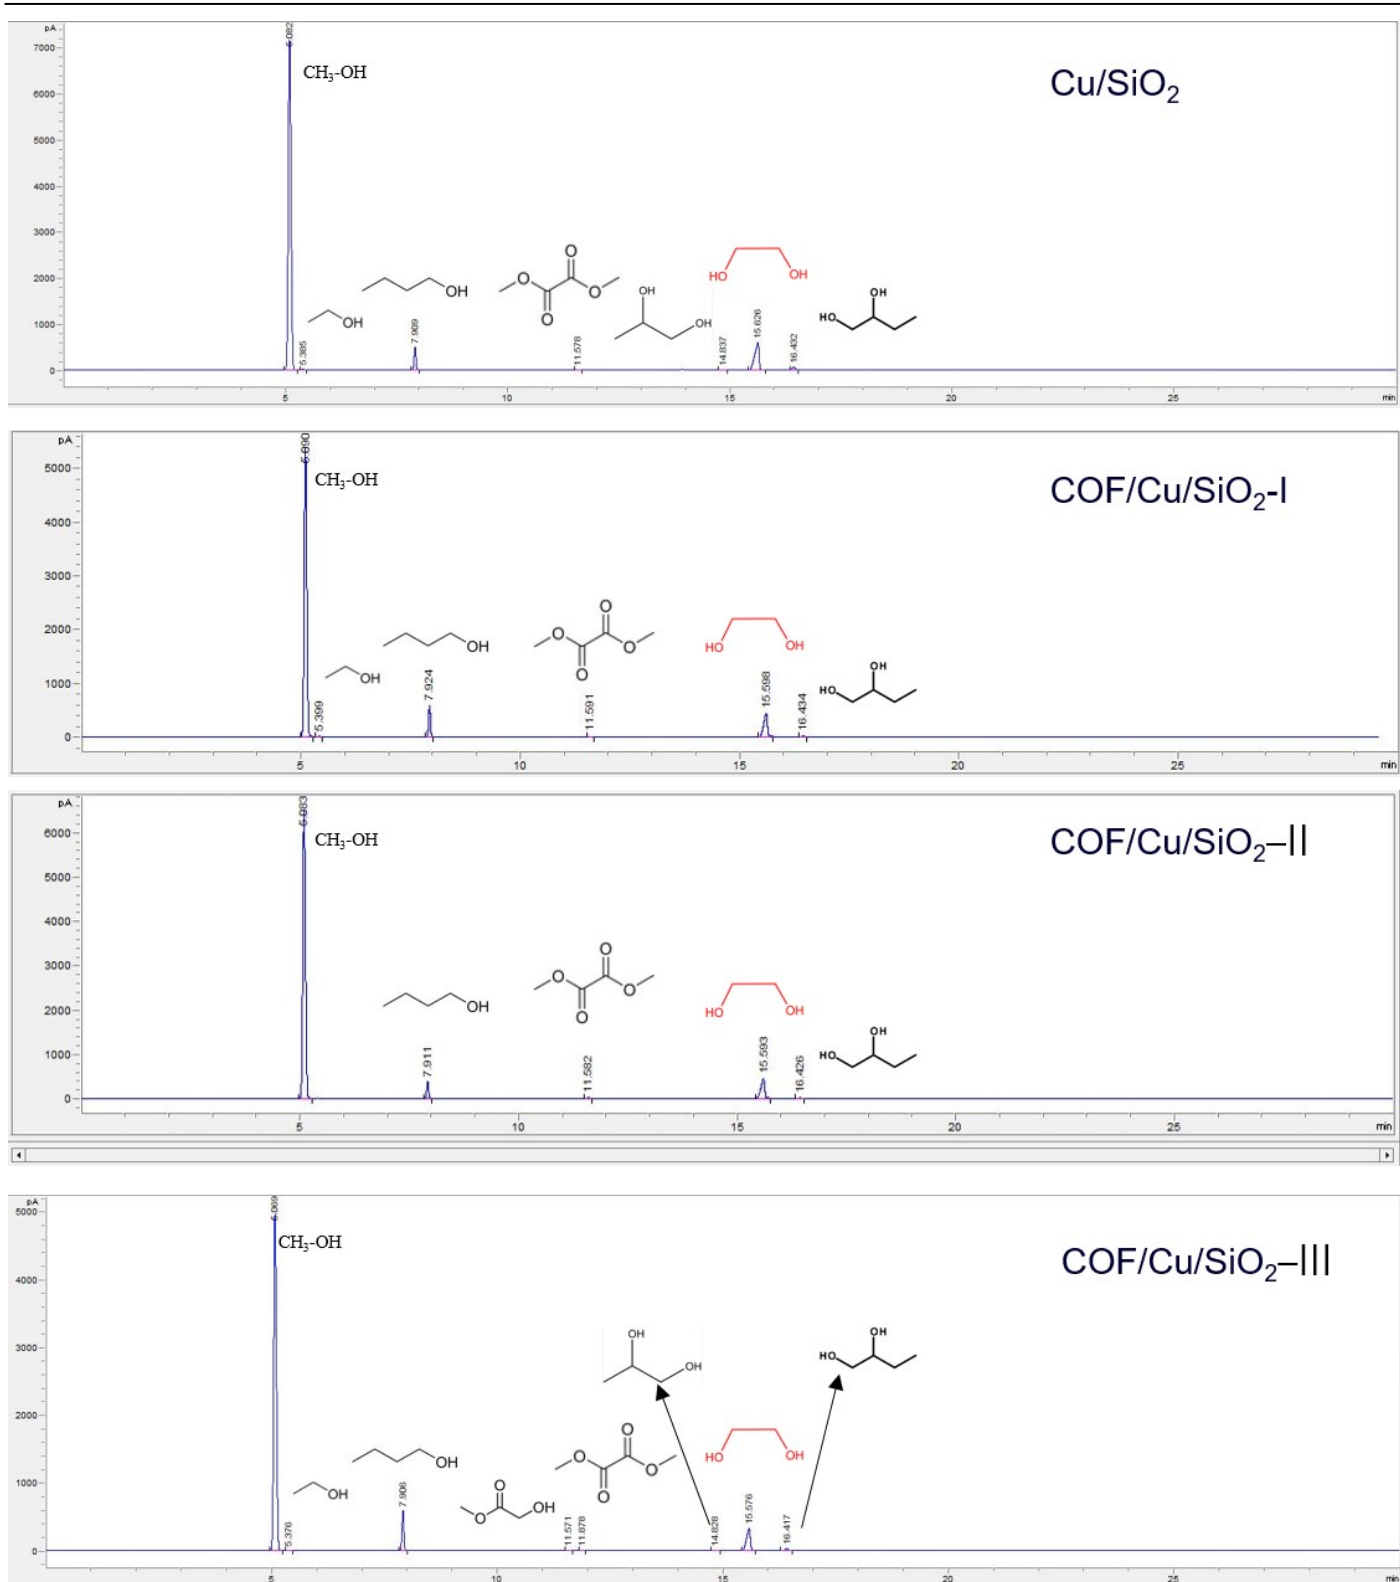 pA
7000
6000
5000
4000
3000
2000
1000
0
5.082
CH₃-OH
Cu/SiO₂
OH
5.385
OH
7.909
O
O
O
O
11.578
OH
OH
14.837
HO
OH
15.626
OH
HO
16.432
5
10
15
20
25
min
pA
5000
4000
3000
2000
1000
0
5.090
CH₃-OH
COF/Cu/SiO₂-I
OH
5.399
OH
7.924
O
O
O
O
11.591
HO
OH
15.598
OH
HO
16.434
5
10
15
20
25
min
pA
6000
5000
4000
3000
2000
1000
0
5.083
CH₃-OH
COF/Cu/SiO₂–II
OH
7.911
O
O
O
O
11.582
HO
OH
15.593
OH
HO
16.426
5
10
15
20
25
min
pA
5000
4000
3000
2000
1000
0
5.069
CH₃-OH
COF/Cu/SiO₂–III
OH
5.376
OH
7.906
O
O
OH
O
O
O
O
11.571
11.878
OH
OH
14.828
HO
OH
15.576
OH
HO
16.417
5
10
15
20
25
min